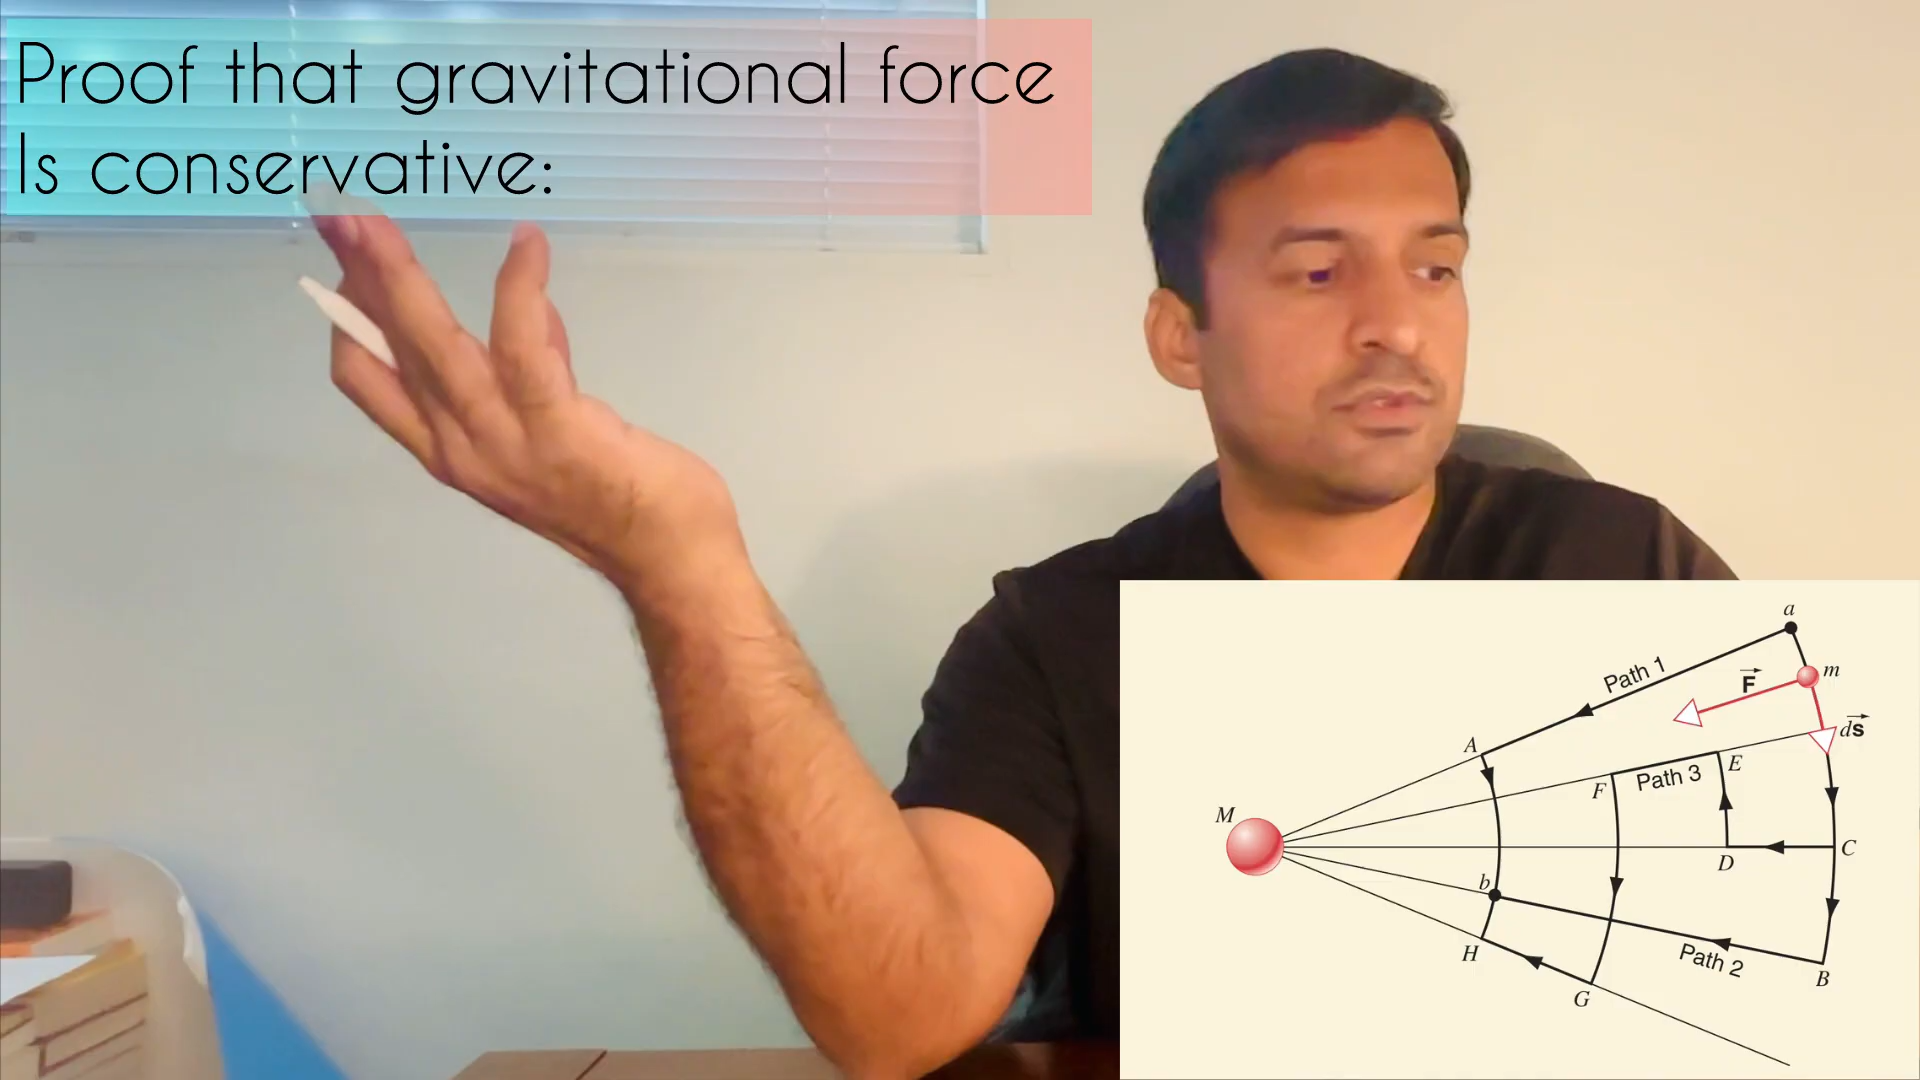 Proof that gravitational force
Is conservative:
a
Path 1
F
m
ds
A
E
Path 3
F
M
C
D
b
H
Path 2
B
G